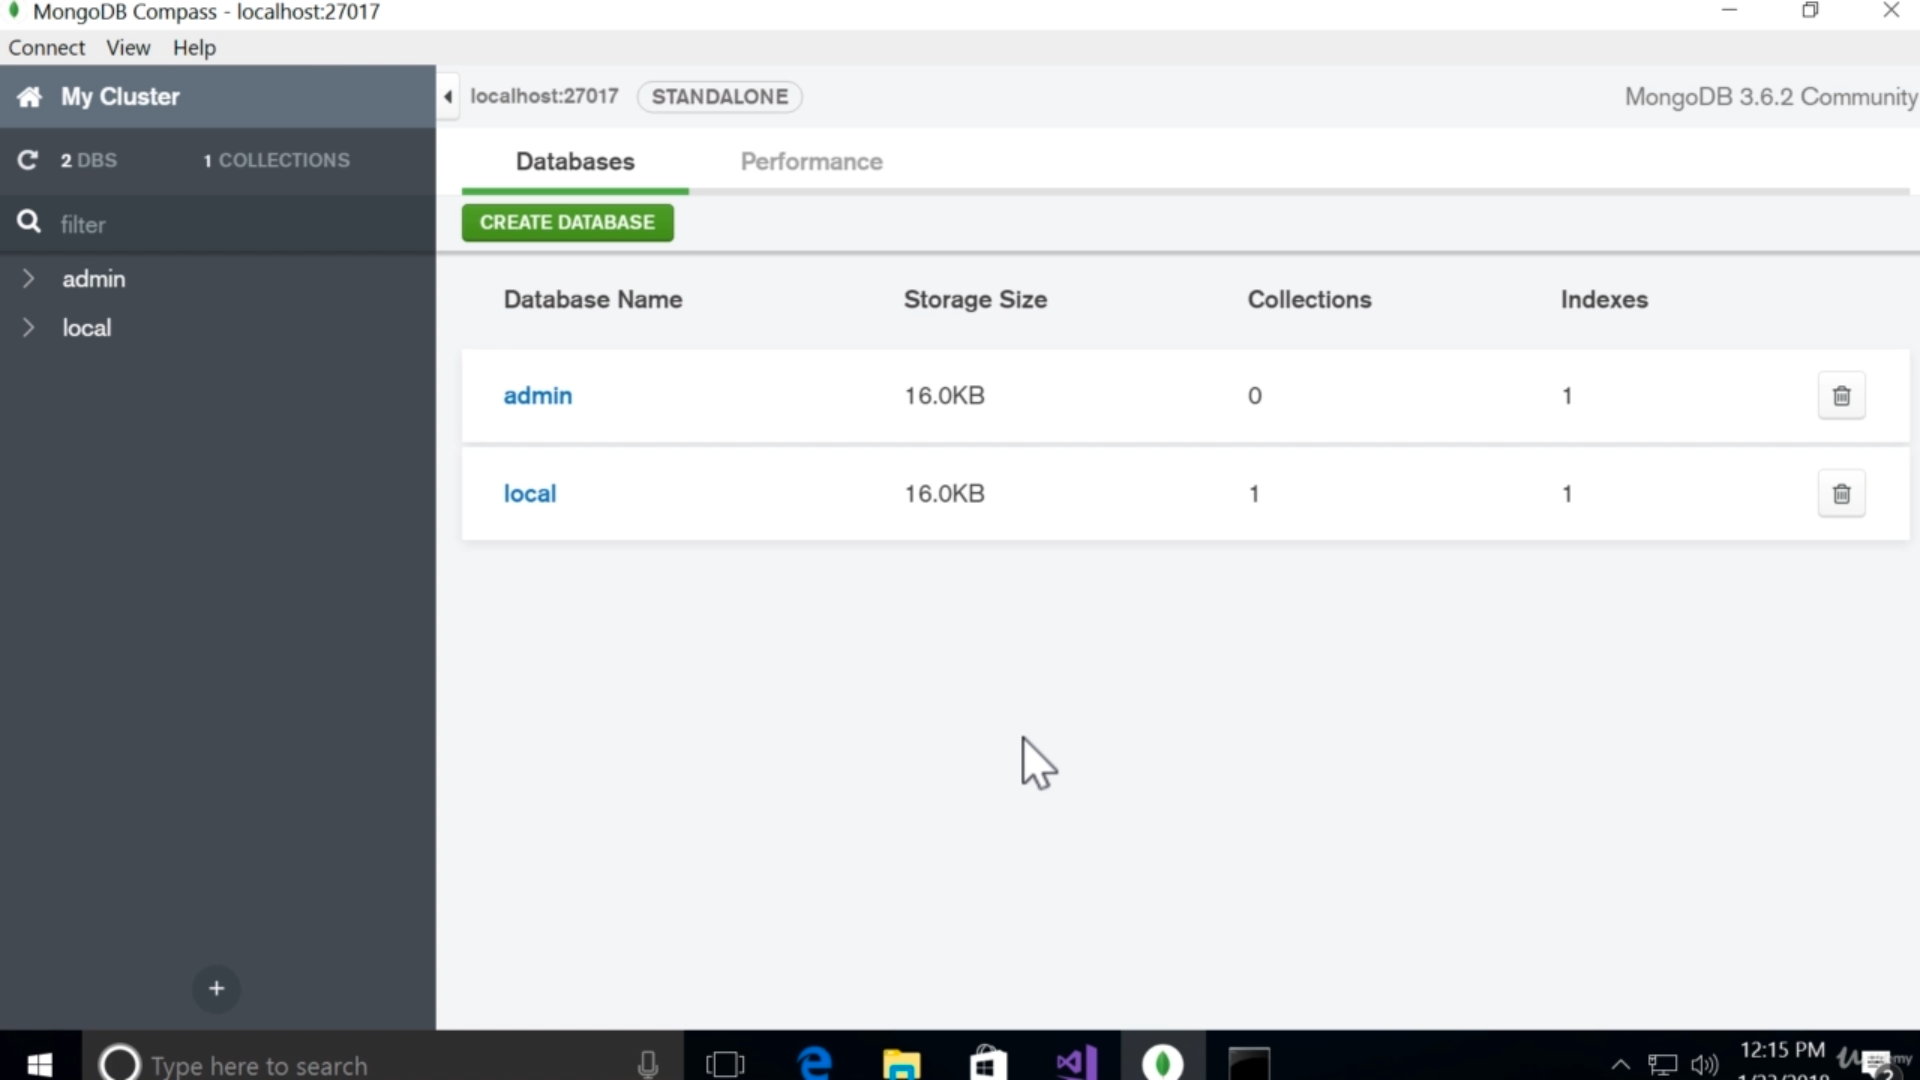 MongoDB Compass - localhost:27017
Connect View Help
My Cluster
localhost:27017 STANDALONE MongoDB 3.6.2 Community
2 DBS 1 COLLECTIONS
Databases Performance
filter
CREATE DATABASE
admin
local
Database Name Storage Size Collections Indexes
admin 16.0KB 0 1
local 16.0KB 1 1
+
Type here to search
12:15 PM